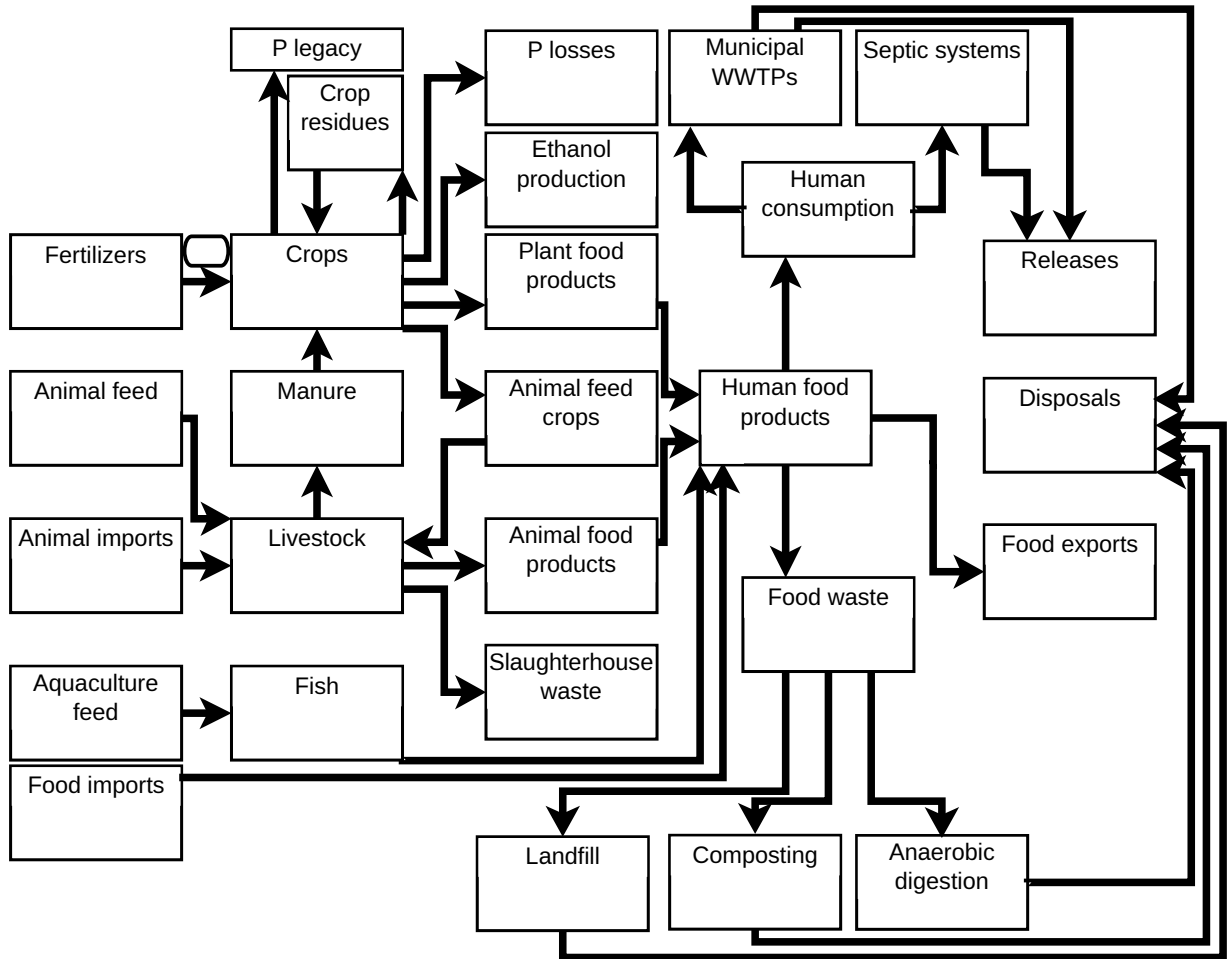 P legacy
P losses
Municipal
WWTPs
Septic systems
Crop
residues
Ethanol
production
Human
consumption
Fertilizers
Crops
Plant food
products
Releases
Animal feed
Manure
Animal feed
crops
Human food
products
Disposals
Animal imports
Livestock
Animal food
products
Food exports
Food waste
Aquaculture
feed
Fish
Slaughterhouse
waste
Food imports
Landfill
Composting
Anaerobic
digestion